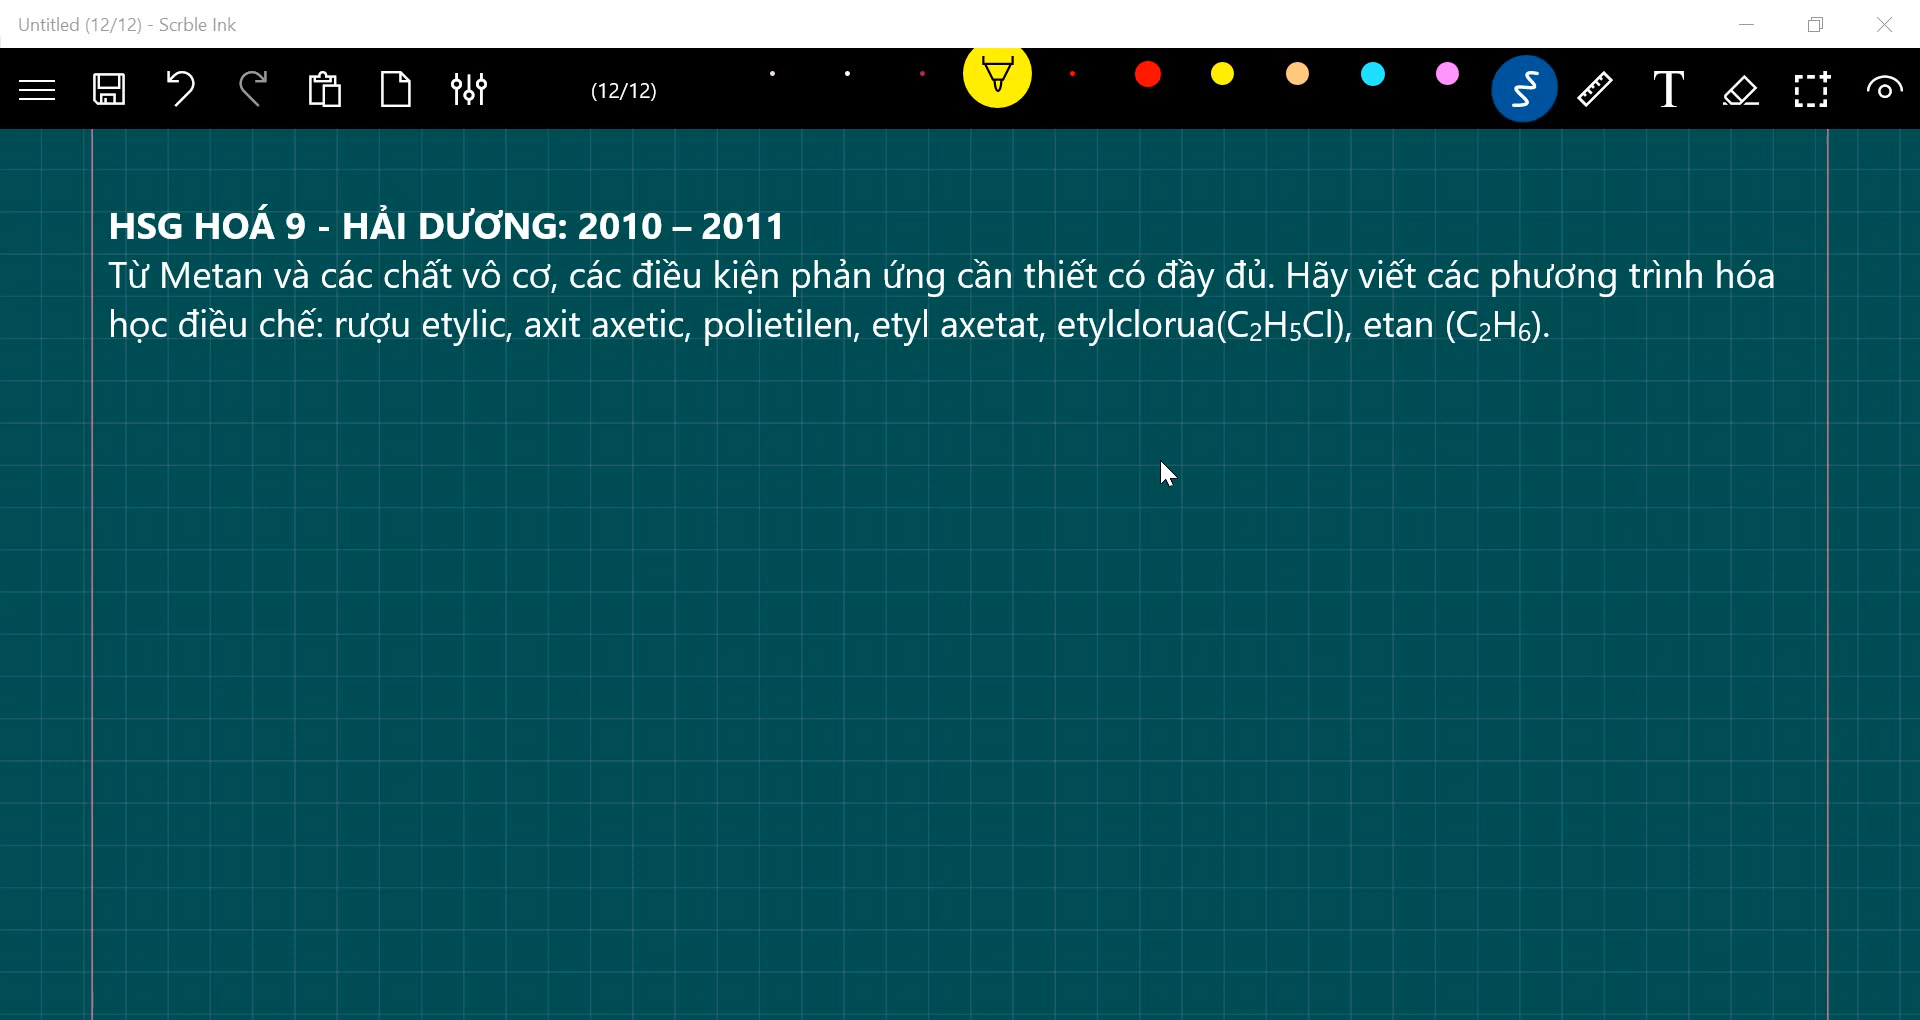 Untitled (12/12) - Scrble Ink
(12/12)
T
HSG HOÁ 9 - HẢI DƯƠNG: 2010 – 2011
Từ Metan và các chất vô cơ, các điều kiện phản ứng cần thiết có đầy đủ. Hãy viết các phương trình hóa
học điều chế: rượu etylic, axit axetic, polietilen, etyl axetat, etylclorua(C₂H₅Cl), etan (C₂H₆).